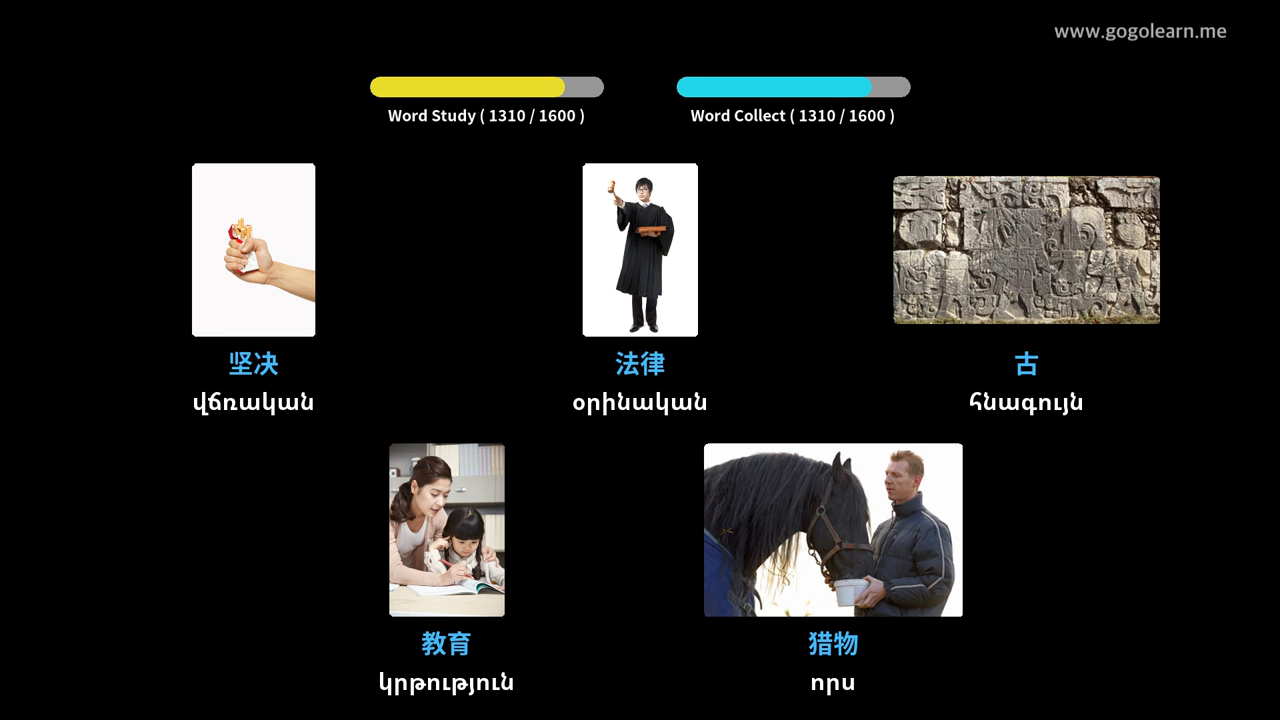 www.gogolearn.me
Word Study ( 1310 / 1600 )
Word Collect ( 1310 / 1600 )
坚决
法律
古
վճռական
օրինական
հնագույն
教育
猎物
կրթություն
որս